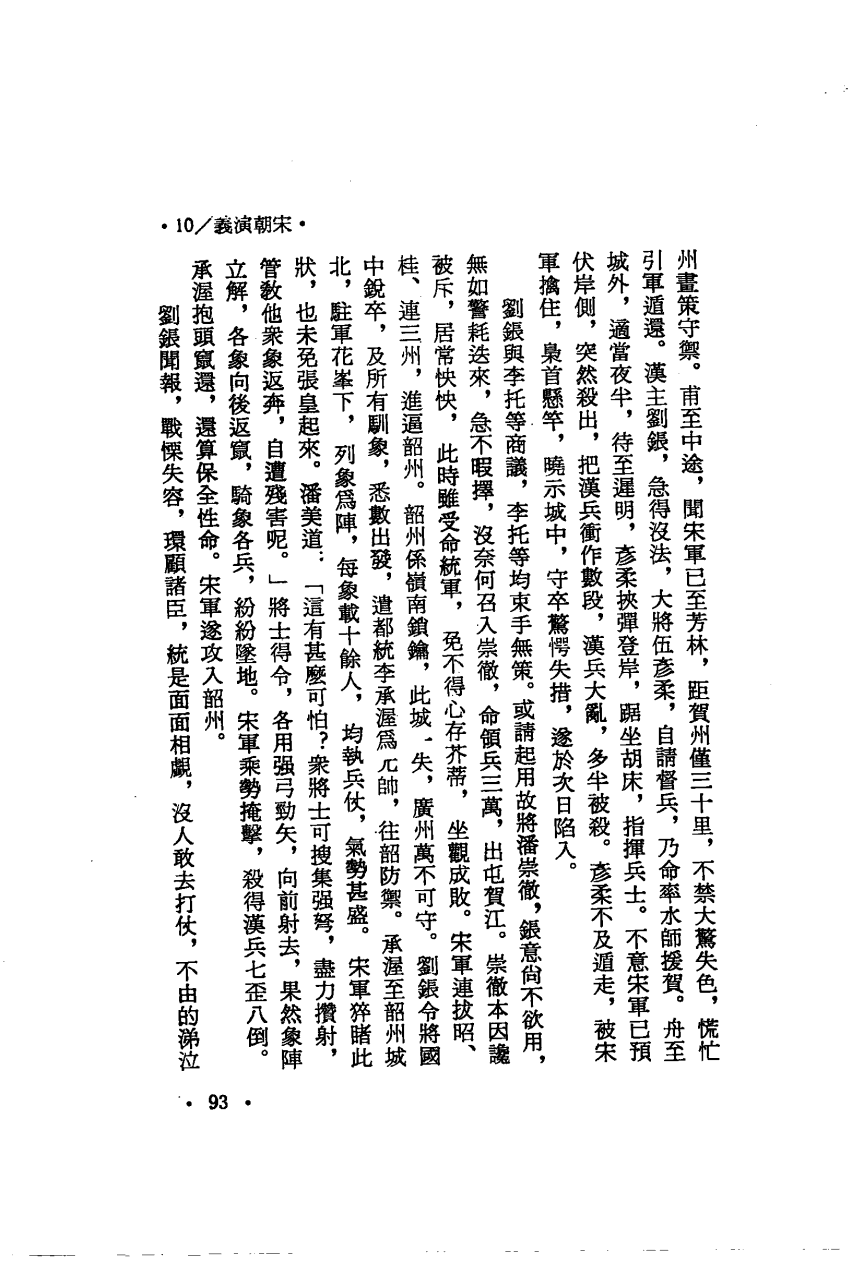 ·10／義演朝宋·
州畫策守禦。甫至中途，聞宋軍已至芳林，距賀州僅三十里，不禁大驚失色，慌忙
引軍遁還。漢主劉鋹，急得沒法，大將伍彥柔，自請督兵，乃命率水師援賀。舟至
城外，適當夜半，待至遲明，彥柔挾彈登岸，踞坐胡床，指揮兵士。不意宋軍已預
伏岸側，突然殺出，把漢兵衝作數段，漢兵大亂，多半被殺。彥柔不及遁走，被宋
軍擒住，梟首懸竿，曉示城中，守卒驚愕失措，遂於次日陷入。
劉鋹與李托等商議，李托等均束手無策。或請起用故將潘崇徹，鋹意尙不欲用，
無如警耗迭來，急不暇擇，沒奈何召入崇徹，命領兵三萬，出屯賀江。崇徹本因讒
被斥，居常怏怏，此時雖受命統軍，免不得心存芥蒂，坐觀成敗。宋軍連拔昭、
桂、連三州，進逼韶州。韶州係嶺南鎖鑰，此城一失，廣州萬不可守。劉鋹令將國
中銳卒，及所有馴象，悉數出發，遣都統李承渥爲元帥，往韶防禦。承渥至韶州城
北，駐軍花峯下，列象爲陣，每象載十餘人，均執兵仗，氣勢甚盛。宋軍猝睹此
狀，也未免張皇起來。潘美道：「這有甚麼可怕？衆將士可搜集强弩，盡力攢射，
管教他衆象返奔，自遭殘害呢。」將士得令，各用强弓勁矢，向前射去，果然象陣
立解，各象向後返竄，騎象各兵，紛紛墜地。宋軍乘勢掩擊，殺得漢兵七歪八倒。
承渥抱頭竄還，還算保全性命。宋軍遂攻入韶州。
劉鋹聞報，戰慄失容，環顧諸臣，統是面面相覷，沒人敢去打仗，不由的涕泣
· 93 ·